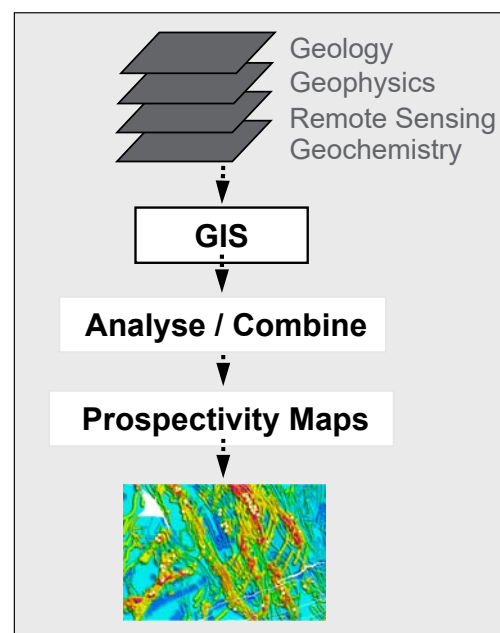 Geology
Geophysics
Remote Sensing
Geochemistry
GIS
Analyse / Combine
Prospectivity Maps